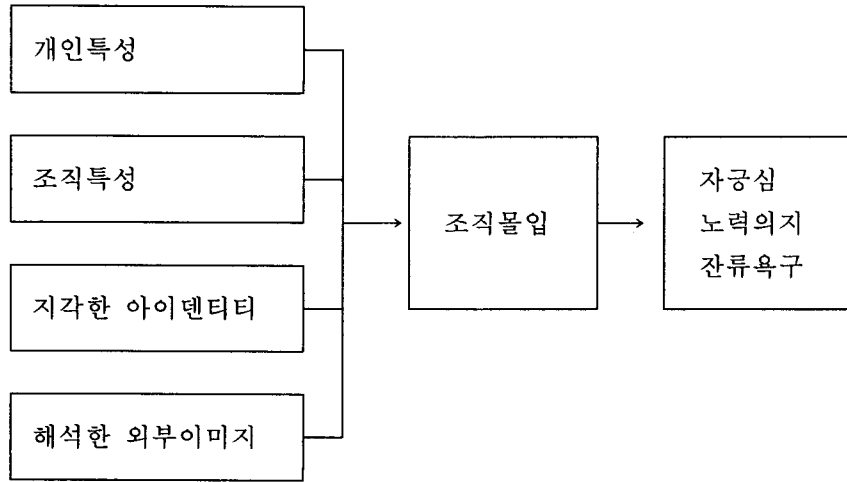 개인특성
조직특성
지각한 아이덴티티
해석한 외부이미지
조직몰입
자긍심
노력의지
잔류욕구